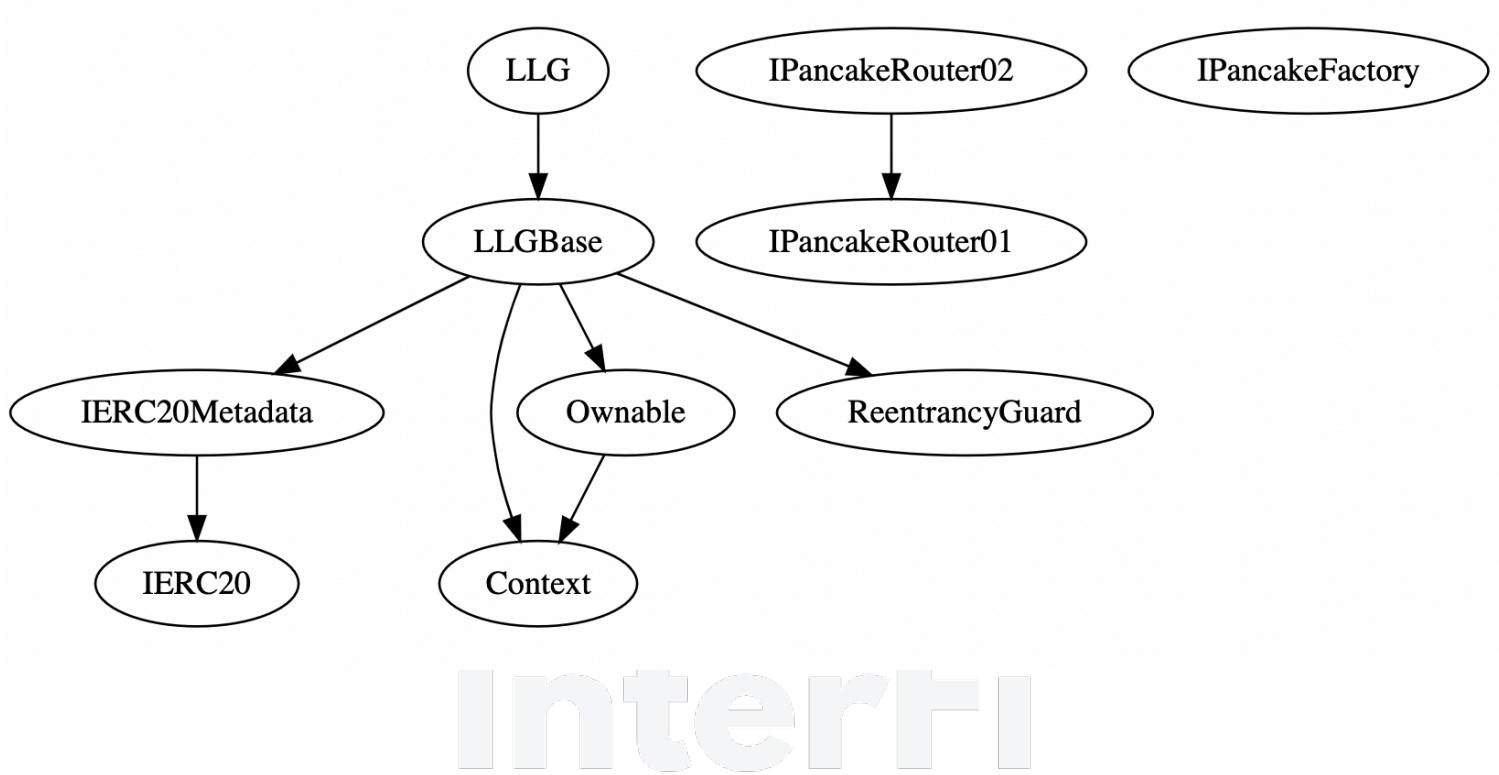 LLG
IPancakeRouter02
IPancakeFactory
LLGBase
IPancakeRouter01
IERC20Metadata
Ownable
ReentrancyGuard
IERC20
Context
InterFi